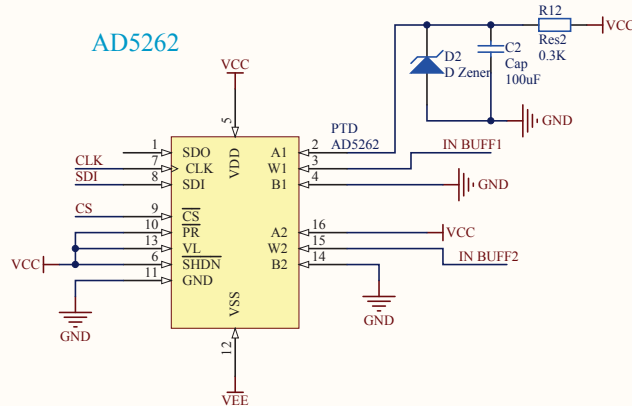 AD5262
R12
VCC
Res2
0.3K
D2
D Zener
C2
Cap
100uF
GND
VCC
5
VDD
PTD
AD5262
1 SDO
CLK 7 CLK
SDI 8 SDI
CS 9 CS
10 PR
13 VL
VCC 6 SHDN
11 GND
GND
A1 2
W1 3 IN BUFF1
B1 4 GND
A2 16 VCC
W2 15 IN BUFF2
B2 14
GND
VSS
12
VEE